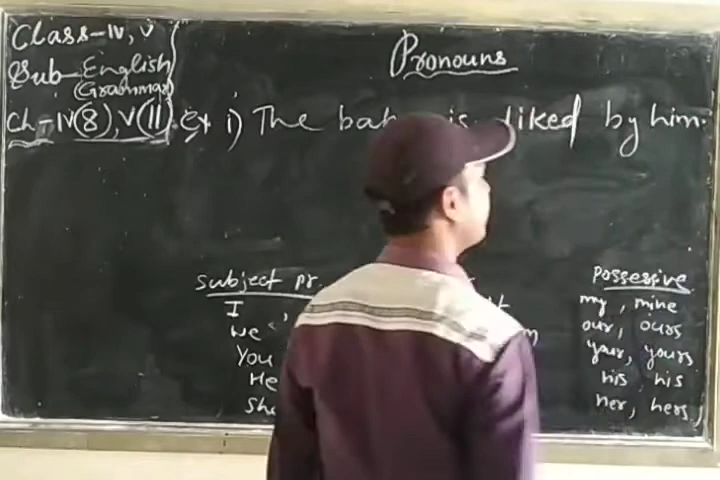 Class-IV, V
Pronouns
Sub-English
(Grammar)
Ch-IV(8), V(11) Ex i) The is liked by him.
subject pr.
Possessive
I
my, mine
We
our, ours
You
your, yours
He
his his
her, hers,